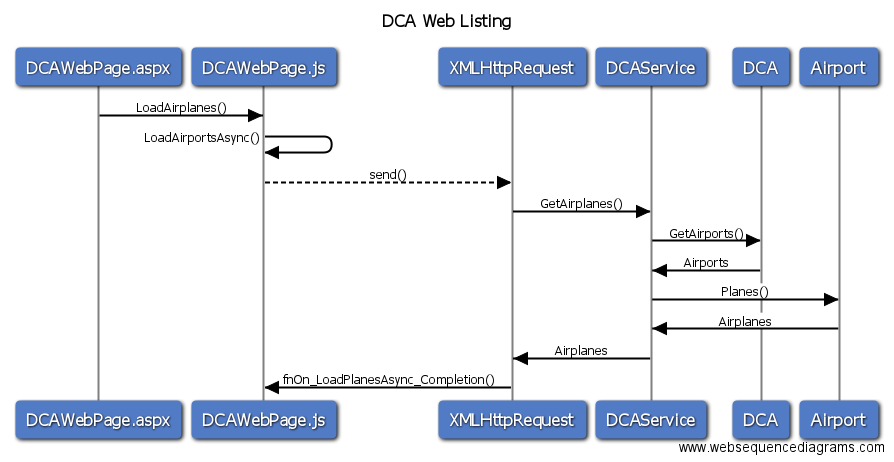 DCA Web Listing
DCAWebPage.aspx DCAWebPage.js XMLHttpRequest DCAService DCA Airport
LoadAirplanes()
LoadAirportsAsync()
send()
GetAirplanes()
GetAirports()
Airports
Planes()
Airplanes
Airplanes
fnOn_LoadPlanesAsync_Completion()
DCAWebPage.aspx DCAWebPage.js XMLHttpRequest DCAService DCA Airport
www.websequencediagrams.com